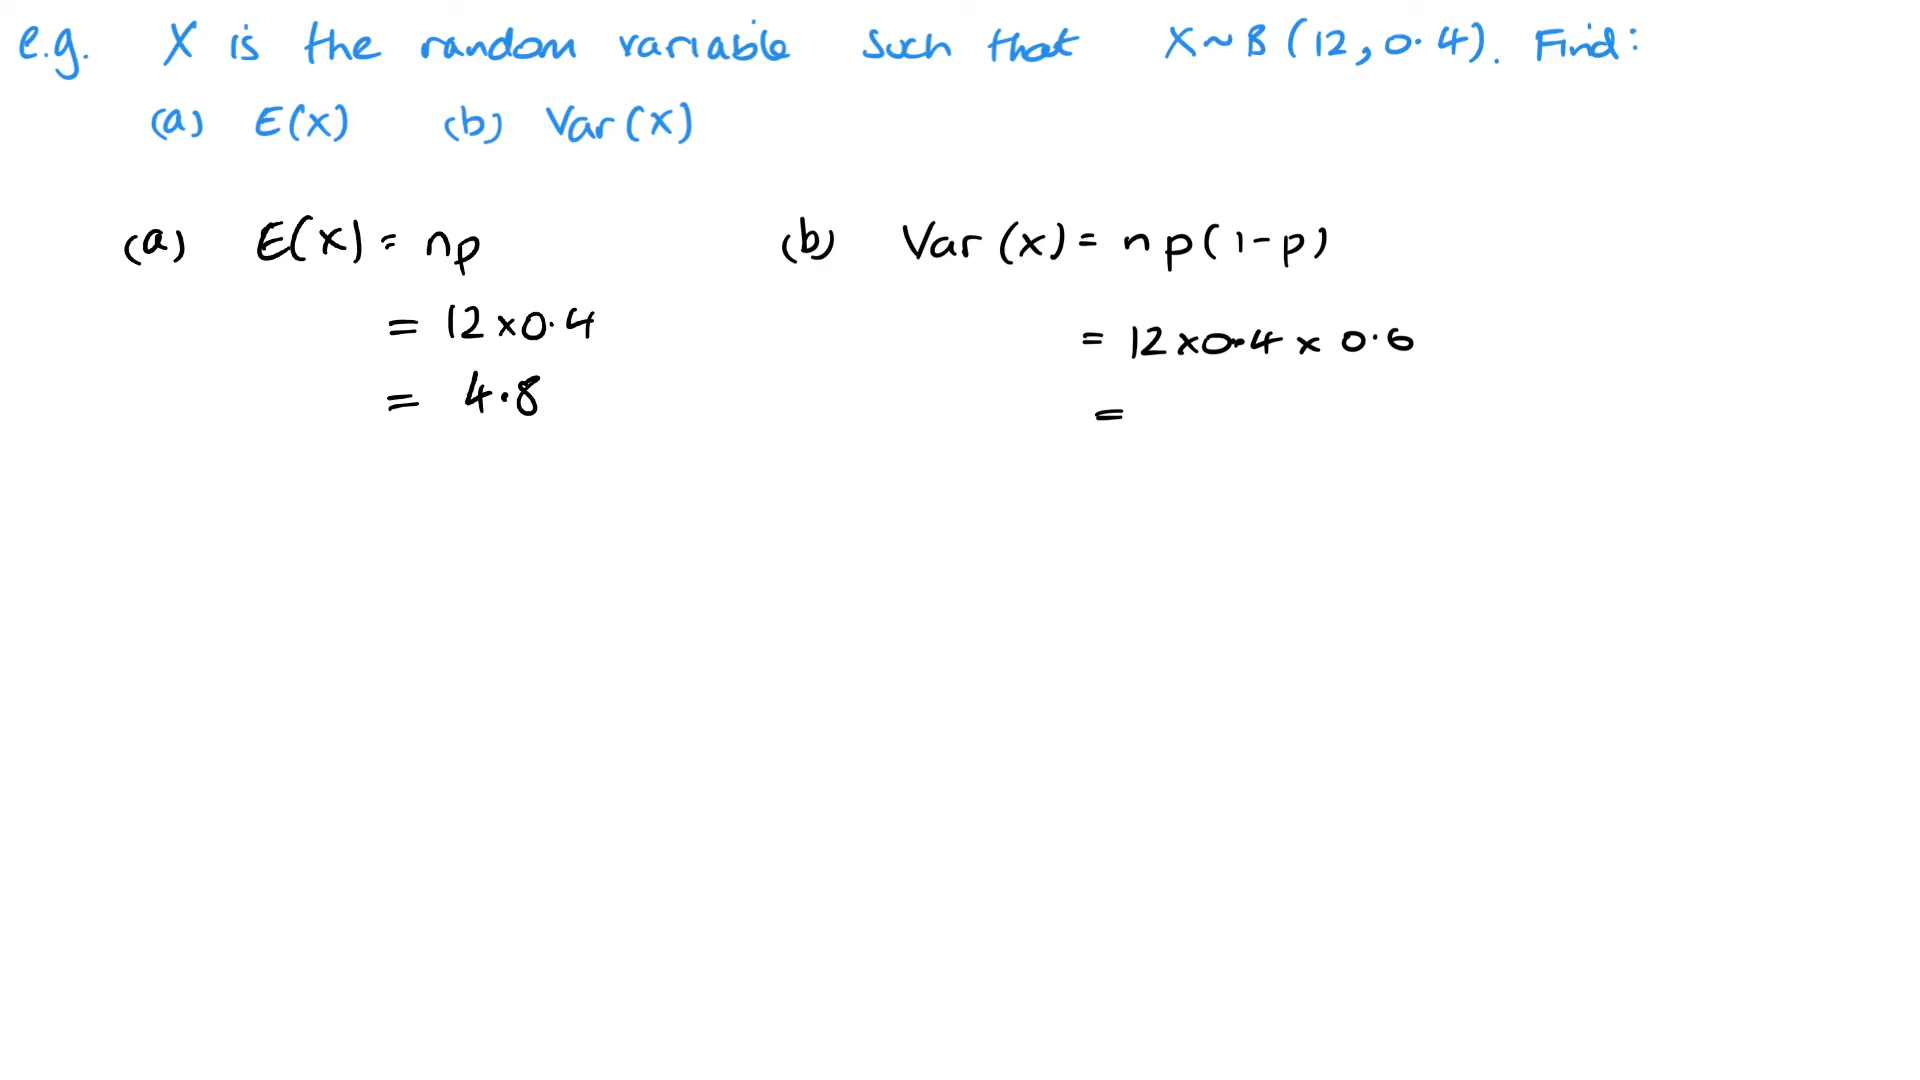 e.g. X is the random variable such that X~B(12, 0.4). Find:
(a) E(X) (b) Var(X)
(a) E(X) = np
= 12×0.4
= 4.8
(b) Var(X) = np(1-p)
= 12×0.4×0.6
=